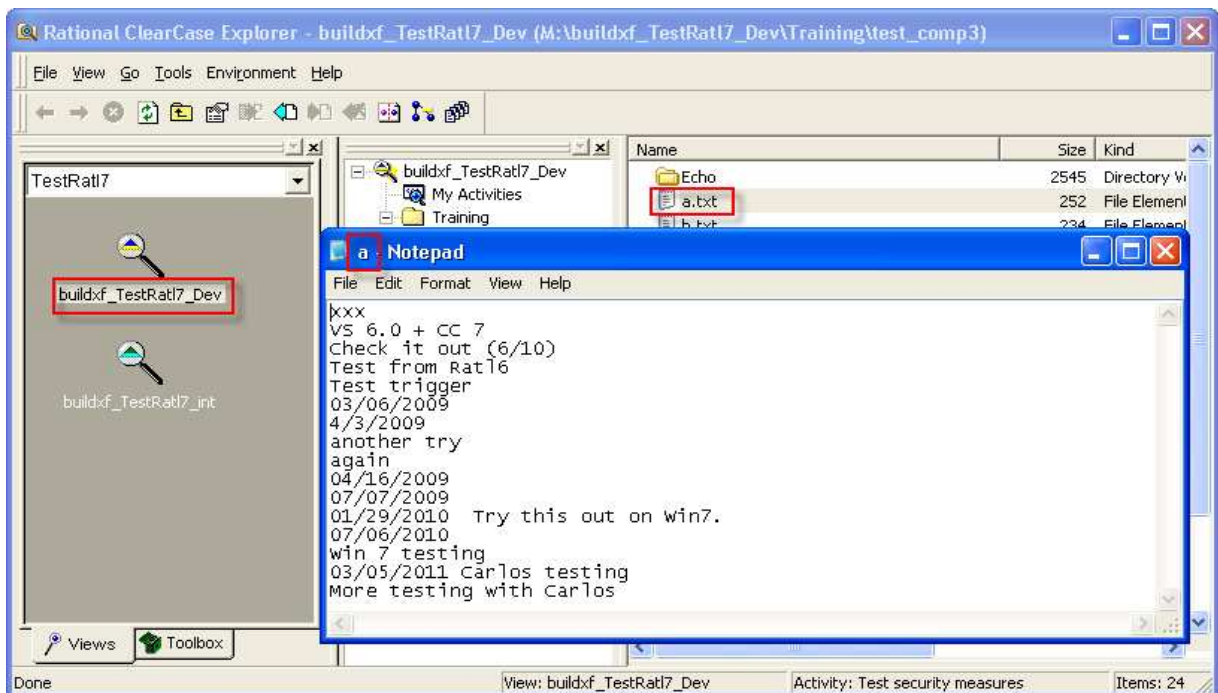 Rational ClearCase Explorer - buildxf_TestRatl7_Dev (M:\buildxf_TestRatl7_Dev\Training\test_comp3)
File View Go Tools Environment Help
TestRatl7
buildxf_TestRatl7_Dev
buildxf_TestRatl7_int
Views Toolbox
buildxf_TestRatl7_Dev
My Activities
Training
Name Size Kind
Echo 2545 Directory
a.txt 252 File Element
b.txt 234 File Element
a - Notepad
File Edit Format View Help
xxx
VS 6.0 + CC 7
Check it out (6/10)
Test from Ratl6
Test trigger
03/06/2009
4/3/2009
another try
again
04/16/2009
07/07/2009
01/29/2010 Try this out on Win7.
07/06/2010
Win 7 testing
03/05/2011 Carlos testing
More testing with Carlos
Done View: buildxf_TestRatl7_Dev Activity: Test security measures Items: 24